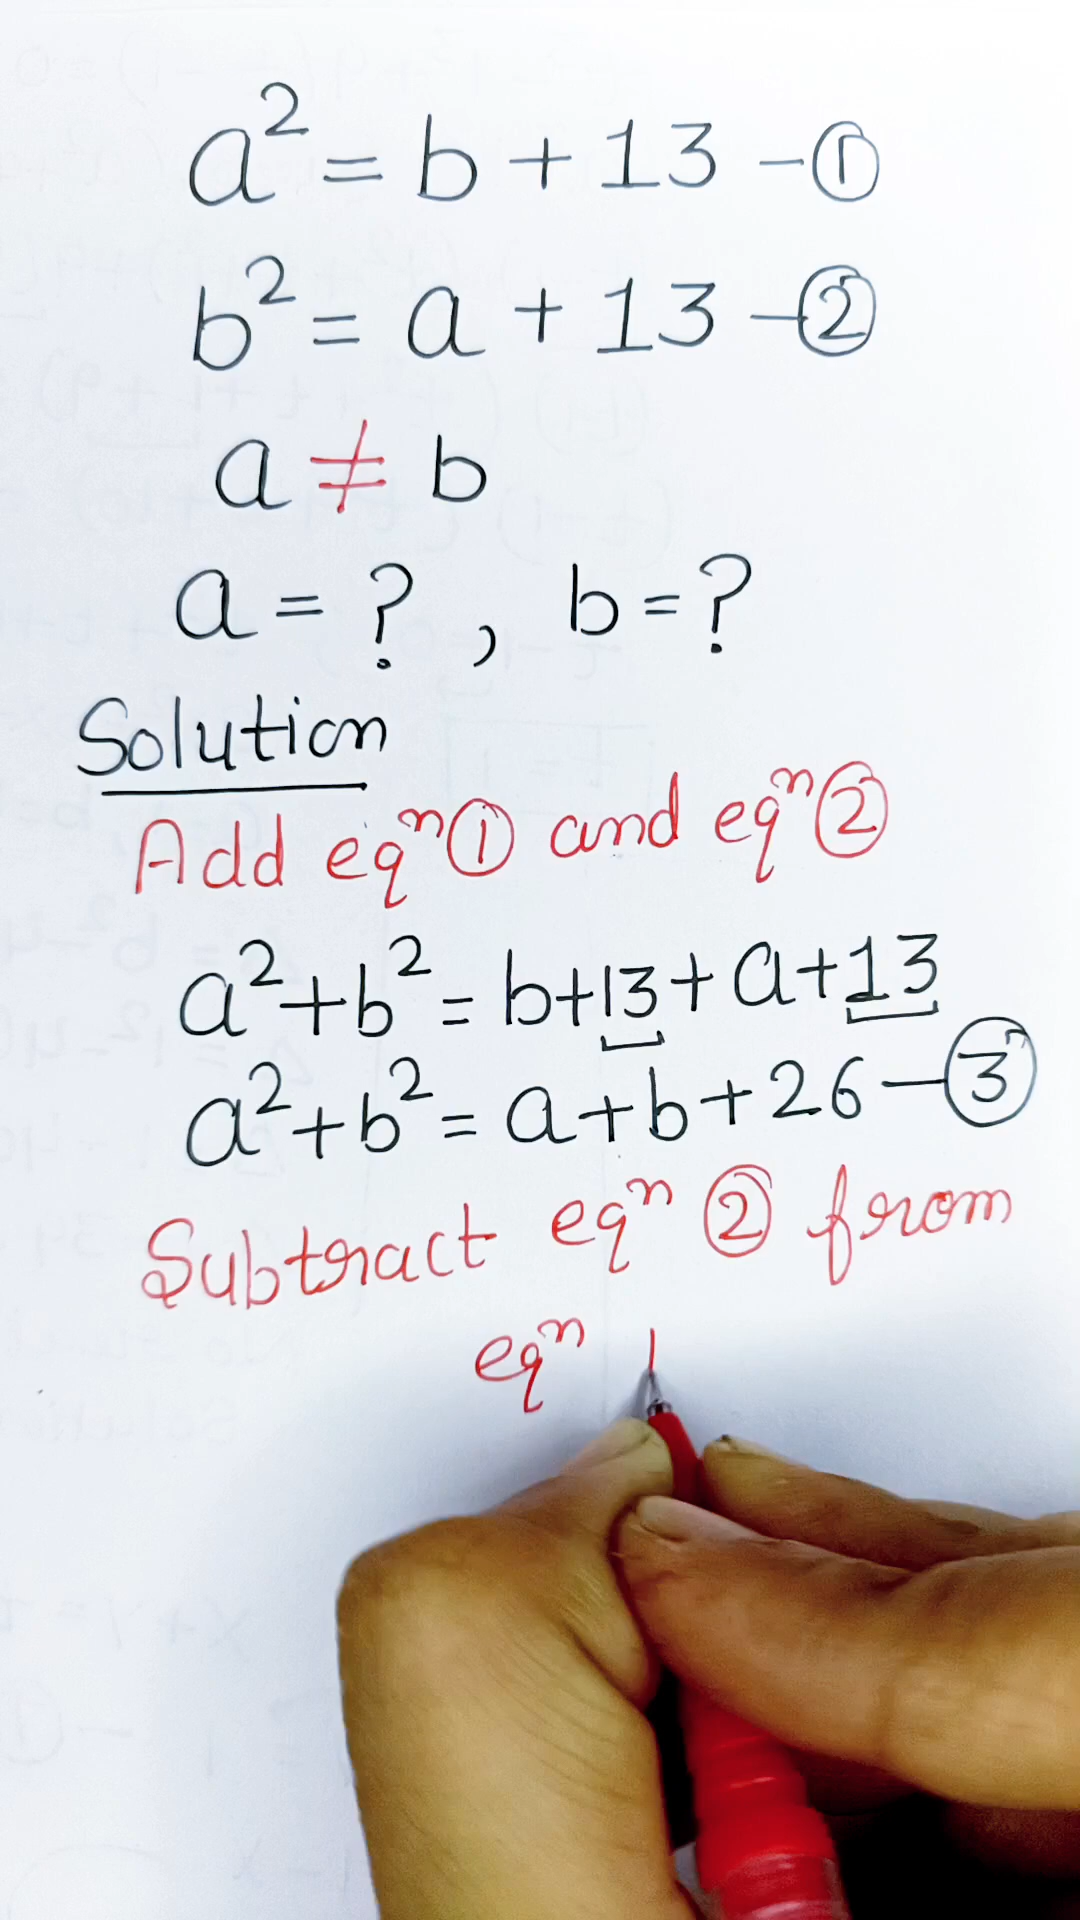 a² = b + 13 - ①
b² = a + 13 - ②
a ≠ b
a = ? , b = ?
Solution
Add eqⁿ ① and eqⁿ ②
a² + b² = b + 13 + a + 13
a² + b² = a + b + 26 - ③
Subtract eqⁿ ② from
eqⁿ 1